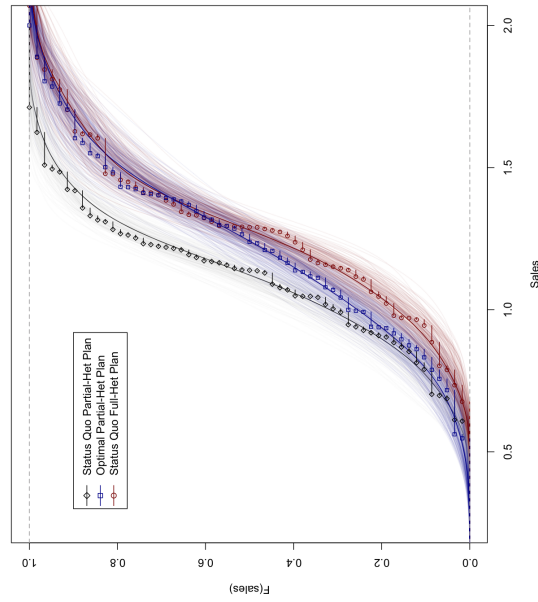 Status Quo Partial-Het Plan
Optimal Partial-Het Plan
Status Quo Full-Het Plan
2.0
1.5
1.0
0.5
Sales
1.0
0.8
0.6
0.4
0.2
0.0
F(sales)